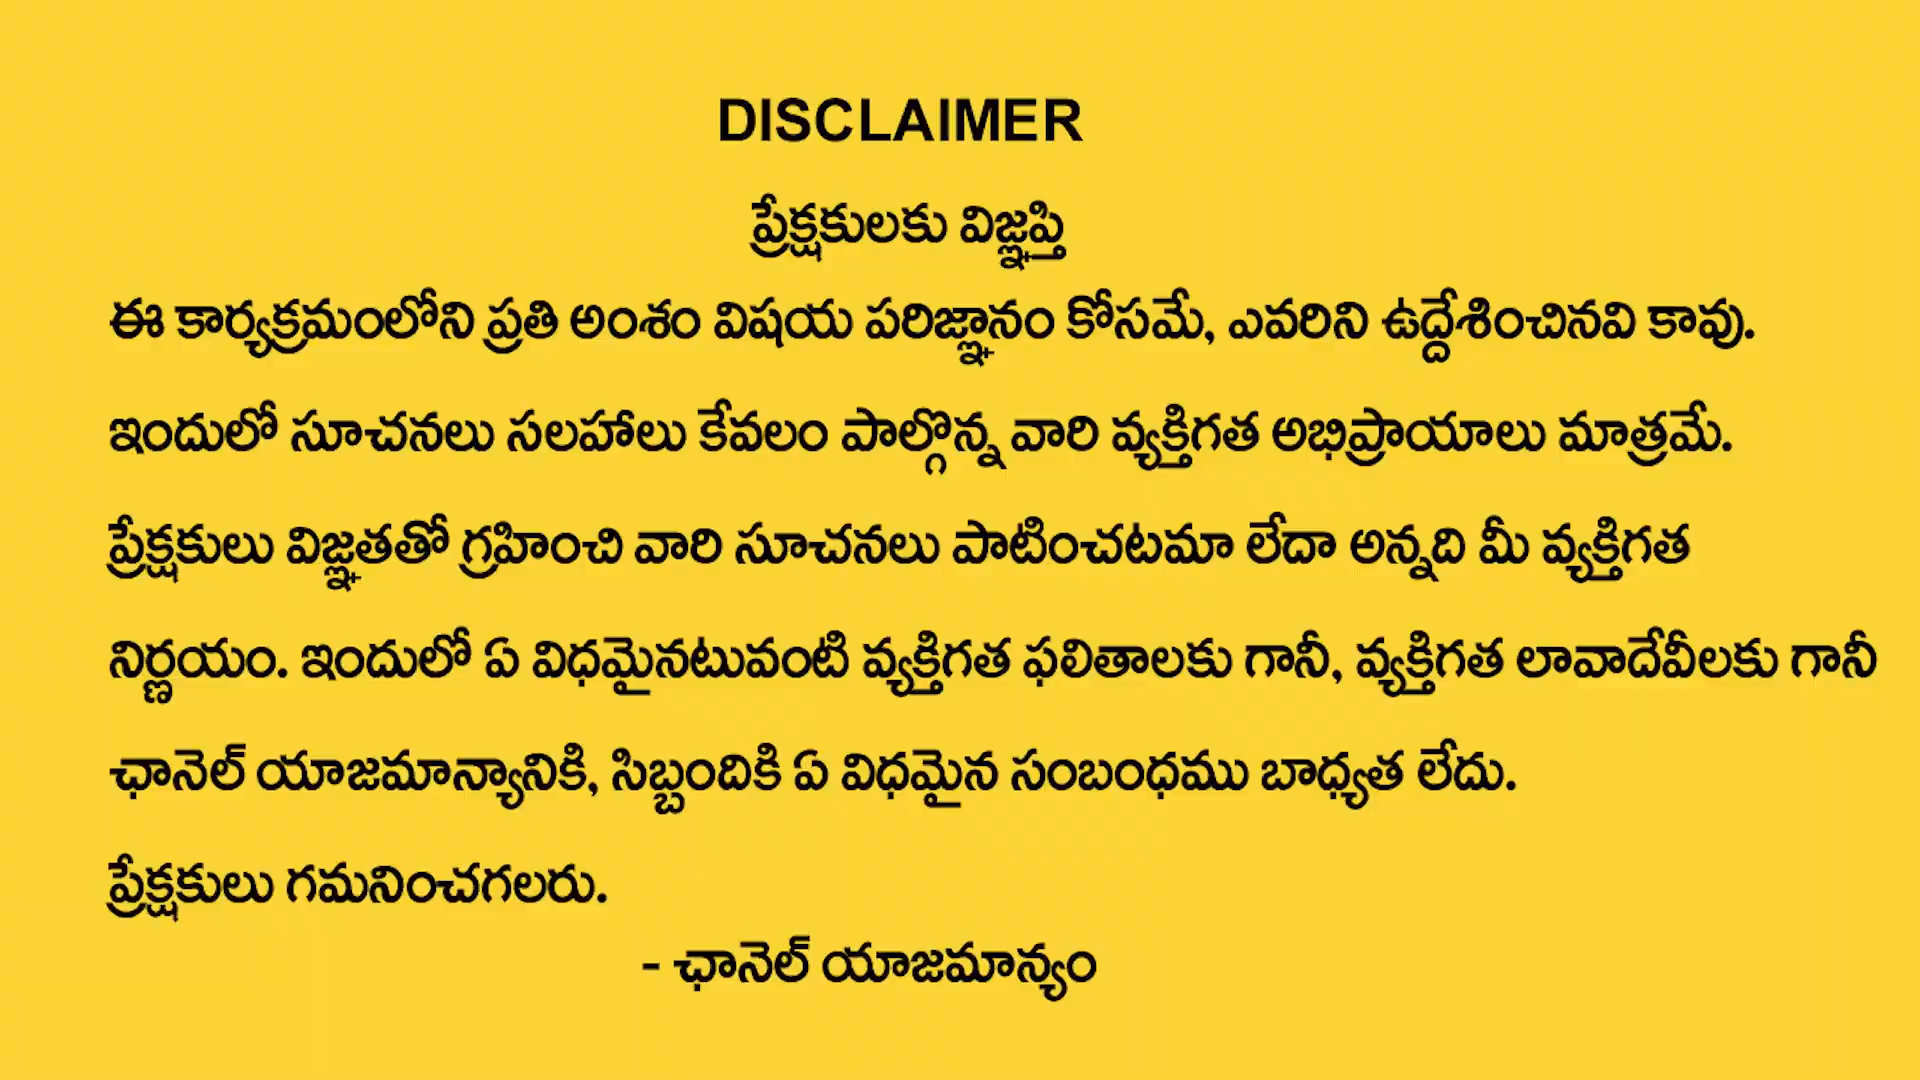 DISCLAIMER
ప్రేక్షకులకు విజ్ఞప్తి
ఈ కార్యక్రమంలోని ప్రతి అంశం విషయ పరిజ్ఞానం కోసమే, ఎవరిని ఉద్దేశించినవి కావు.
ఇందులో సూచనలు సలహాలు కేవలం పాల్గొన్న వారి వ్యక్తిగత అభిప్రాయాలు మాత్రమే.
ప్రేక్షకులు విజ్ఞతతో గ్రహించి వారి సూచనలు పాటించటమా లేదా అన్నది మీ వ్యక్తిగత
నిర్ణయం. ఇందులో ఏ విధమైనటువంటి వ్యక్తిగత ఫలితాలకు గానీ, వ్యక్తిగత లావాదేవీలకు గానీ
ఛానెల్ యాజమాన్యానికి, సిబ్బందికి ఏ విధమైన సంబంధము బాధ్యత లేదు.
ప్రేక్షకులు గమనించగలరు.
- ఛానెల్ యాజమాన్యం